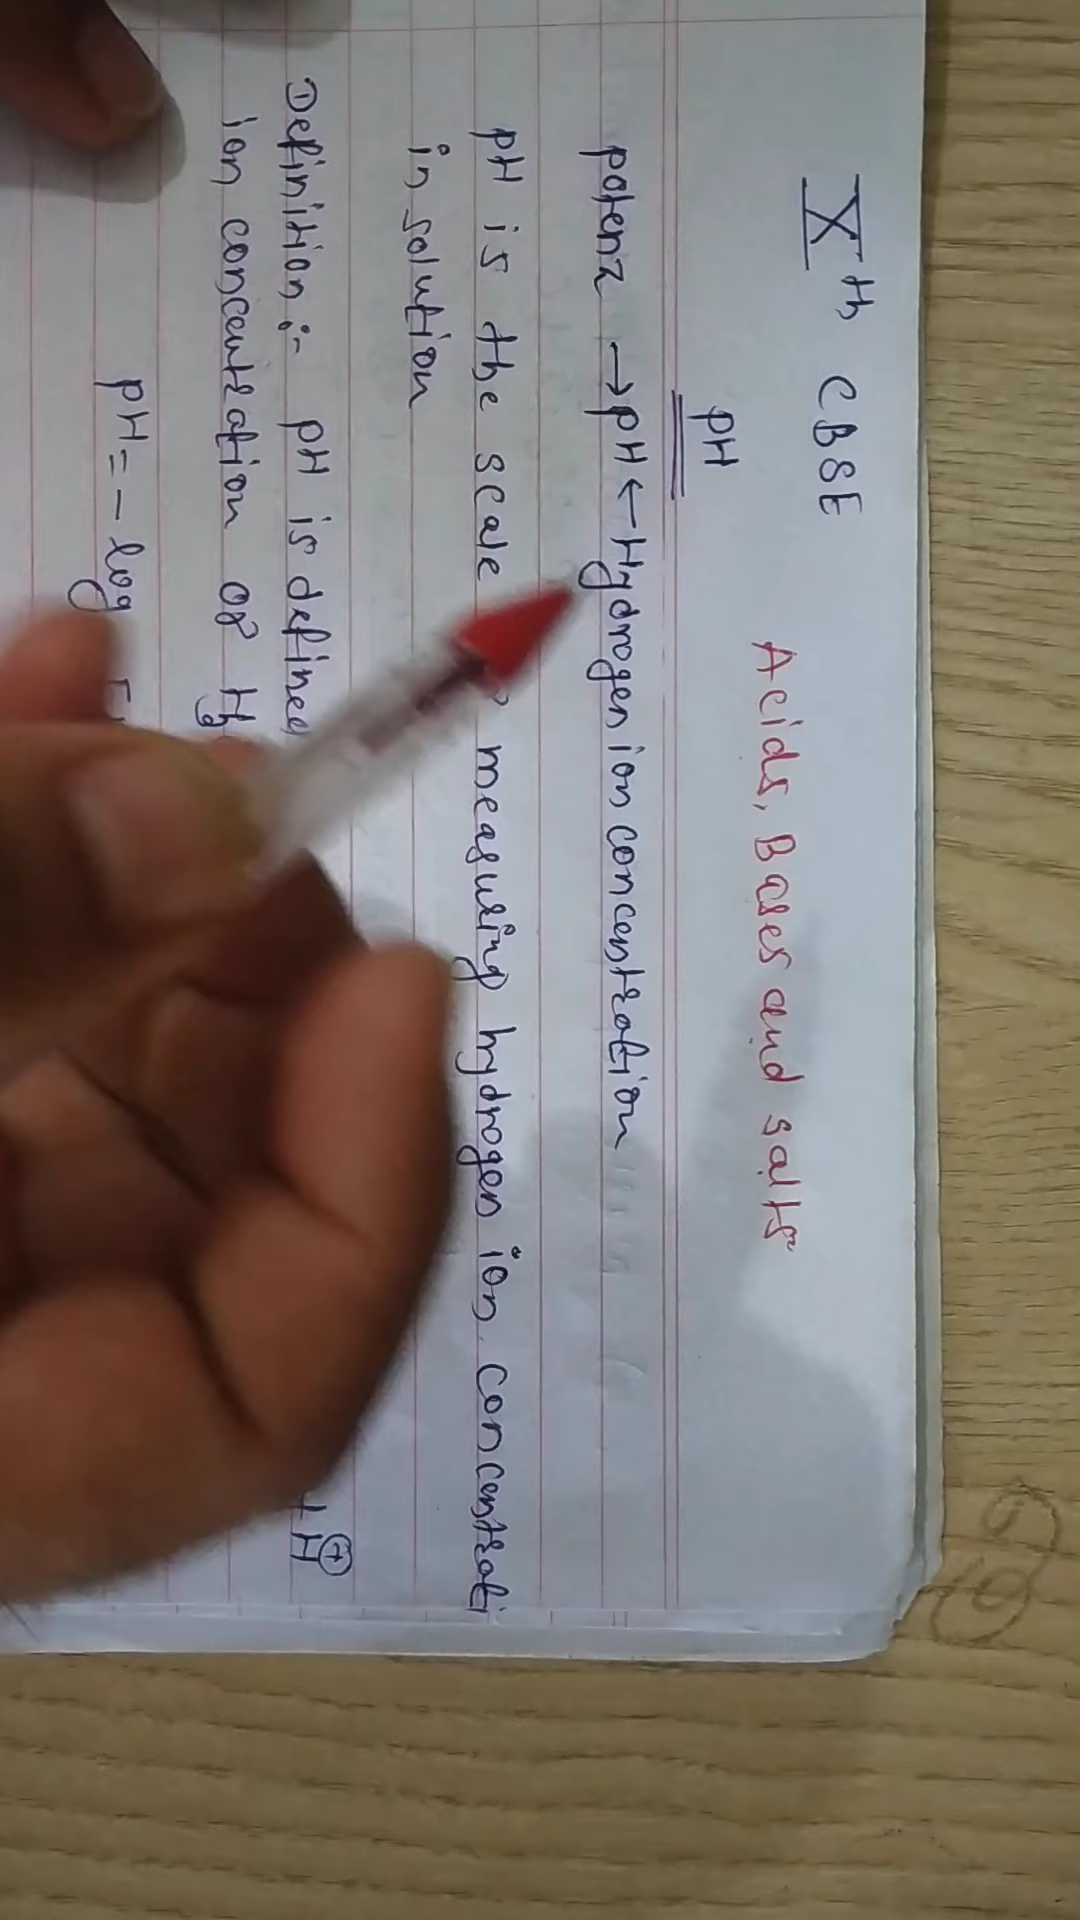 Xth CBSE
Acids, Bases and salts
pH
potenz → pH ← Hydrogen ion concentration
pH is the scale measuring hydrogen ion concentrati
in solution
Definition:- pH is defined H⊕
ion concentration of
pH = - log